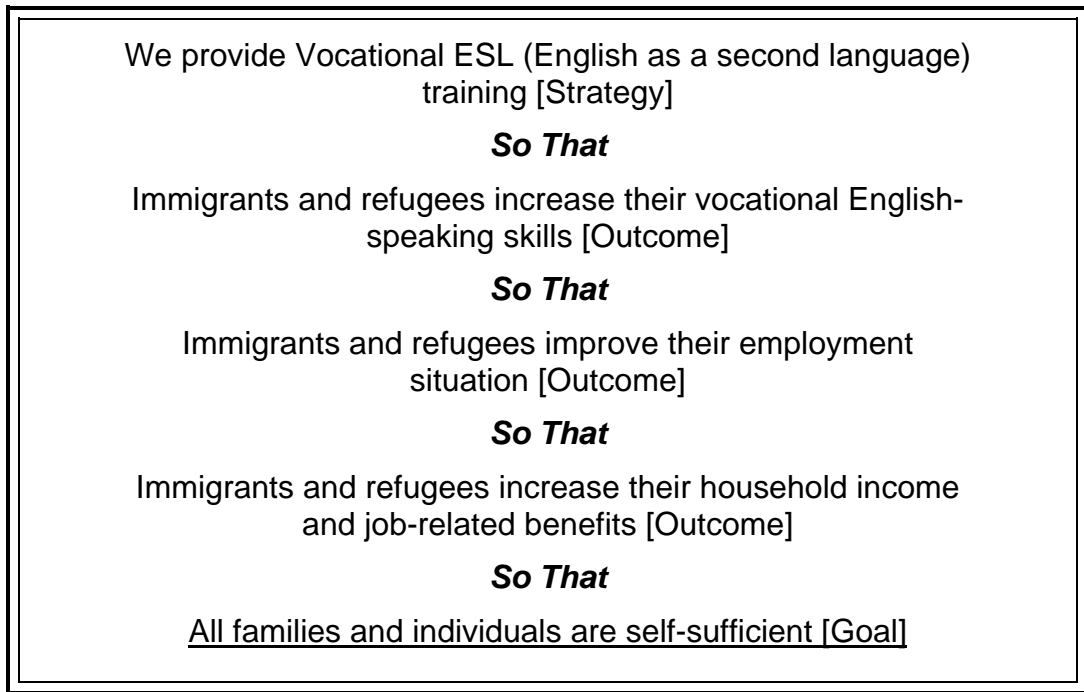 We provide Vocational ESL (English as a second language)
training [Strategy]
So That
Immigrants and refugees increase their vocational English-
speaking skills [Outcome]
So That
Immigrants and refugees improve their employment
situation [Outcome]
So That
Immigrants and refugees increase their household income
and job-related benefits [Outcome]
So That
All families and individuals are self-sufficient [Goal]